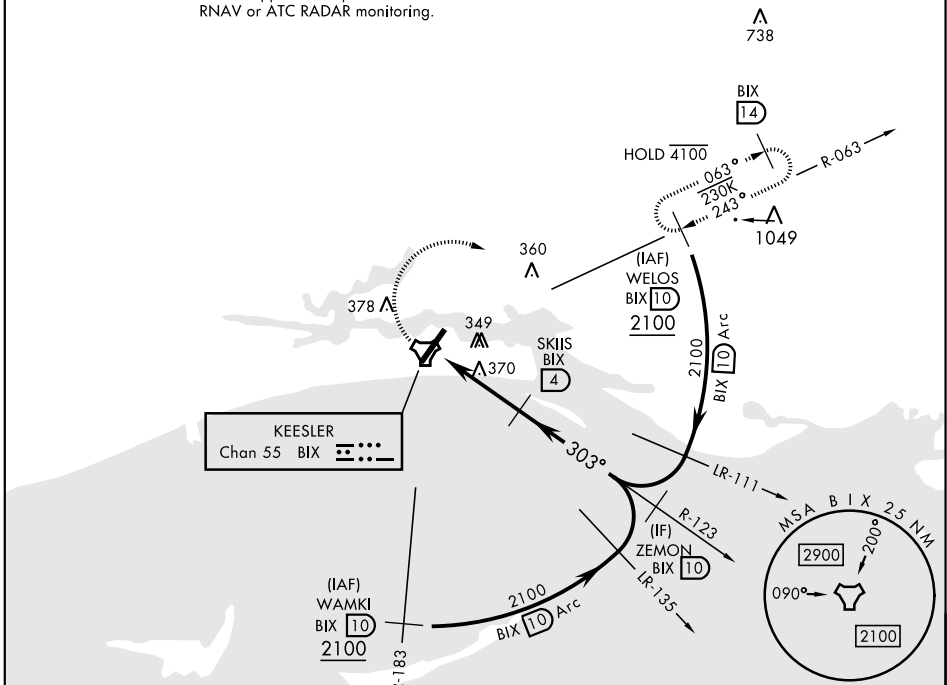 RNAV or ATC RADAR monitoring.
738
BIX
14
HOLD 4100
063°
230K
243°
R-063
1049
360
(IAF)
WELOS
BIX 10
2100
378
349
370
SKIIS
BIX
4
2100
BIX 10 Arc
KEESLER
Chan 55 BIX
303°
LR-111
R-123
(IF)
ZEMON
BIX 10
LR-135
(IAF)
WAMKI
BIX 10
2100
2100
BIX 10 Arc
-183
MSA BIX 25 NM
2900
200°
090°
2100